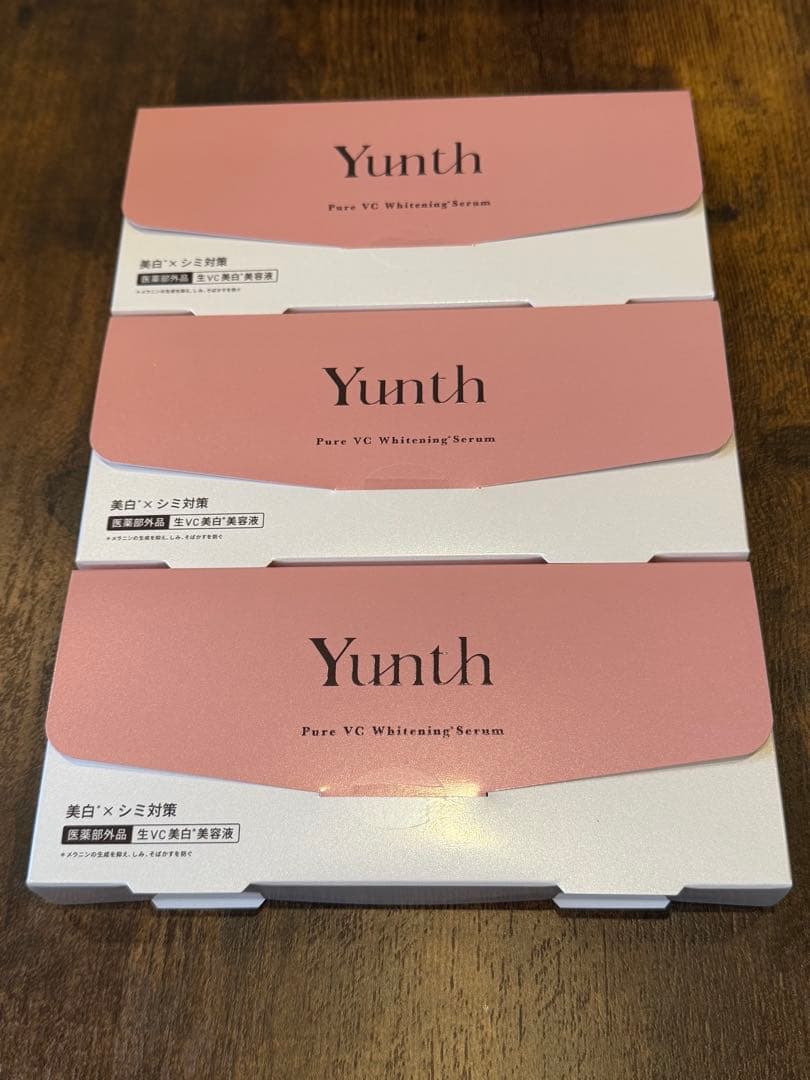 Yunth
Pure VC Whitening*Serum
美白*×シミ対策
医薬部外品 生VC美白*美容液
*メラニンの生成を抑え、しみ、そばかすを防ぐ
Yunth
Pure VC Whitening*Serum
美白*×シミ対策
医薬部外品 生VC美白*美容液
*メラニンの生成を抑え、しみ、そばかすを防ぐ
Yunth
Pure VC Whitening*Serum
美白*×シミ対策
医薬部外品 生VC美白*美容液
*メラニンの生成を抑え、しみ、そばかすを防ぐ